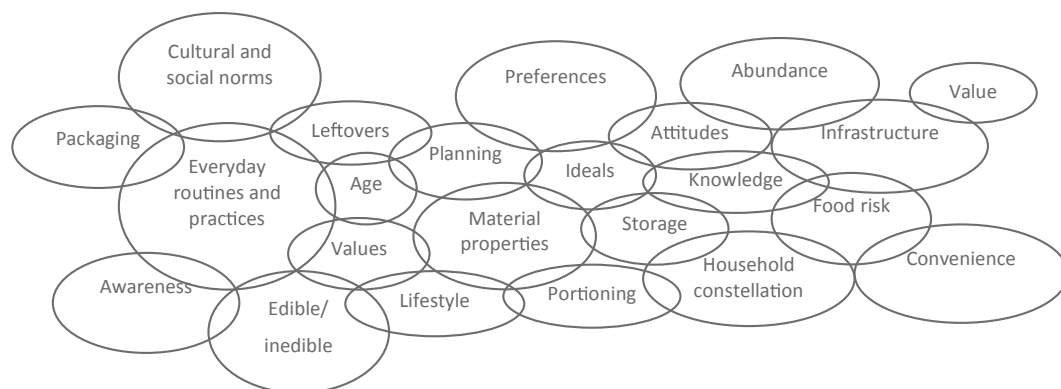 Cultural and
social norms
Preferences
Abundance
Value
Packaging
Leftovers
Planning
Attitudes
Infrastructure
Everyday
routines and
practices
Age
Ideals
Knowledge
Food risk
Material
properties
Storage
Values
Awareness
Edible/
inedible
Lifestyle
Portioning
Household
constellation
Convenience